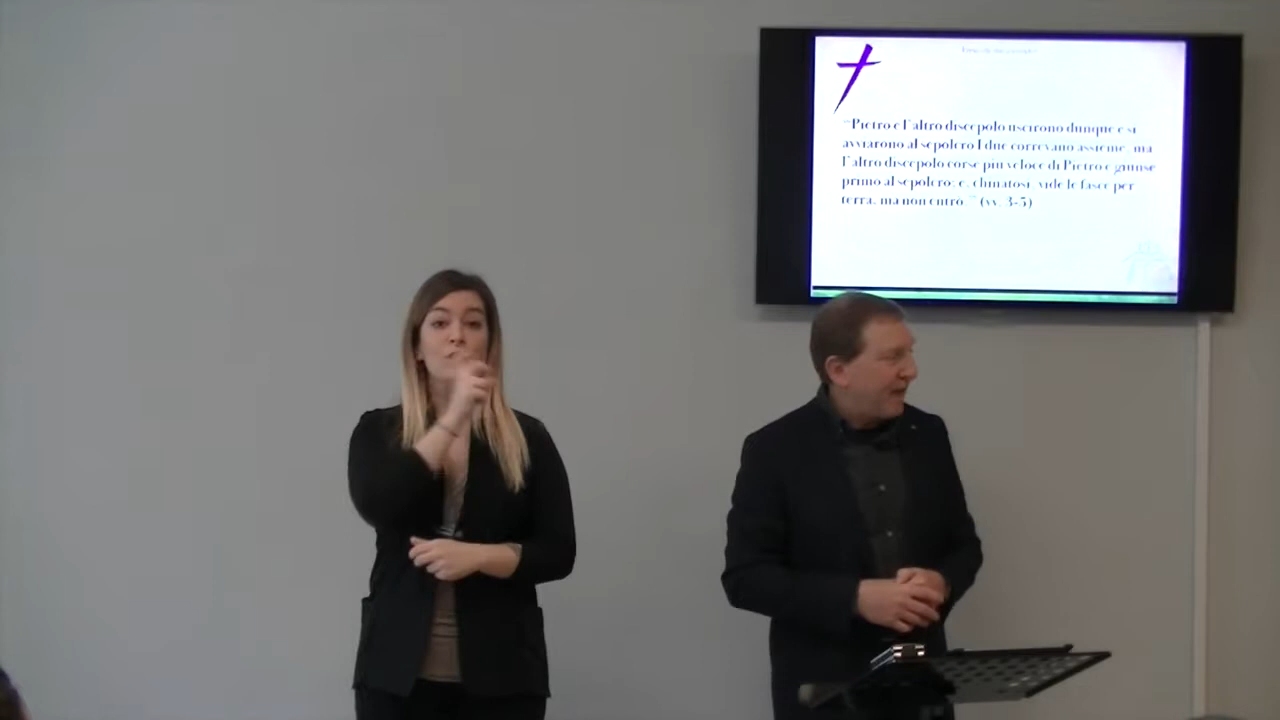 “Pietro e l'altro discepolo uscirono dunque e si
avviarono al sepolcro I due correvano assieme, ma
l'altro discepolo corse più veloce di Pietro e giunse
primo al sepolcro; e, chinatosi, vide le fasce per
terra, ma non entrò.” (vv. 3-5)